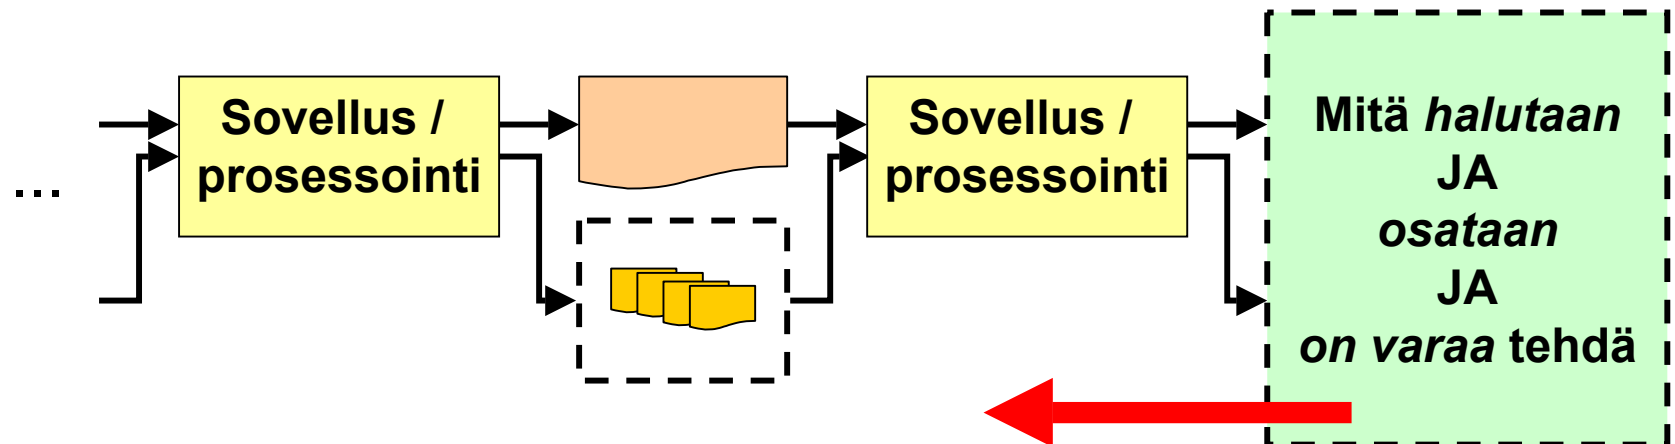 ...
Sovellus /
prosessointi
Sovellus /
prosessointi
Mitä halutaan
JA
osataan
JA
on varaa tehdä